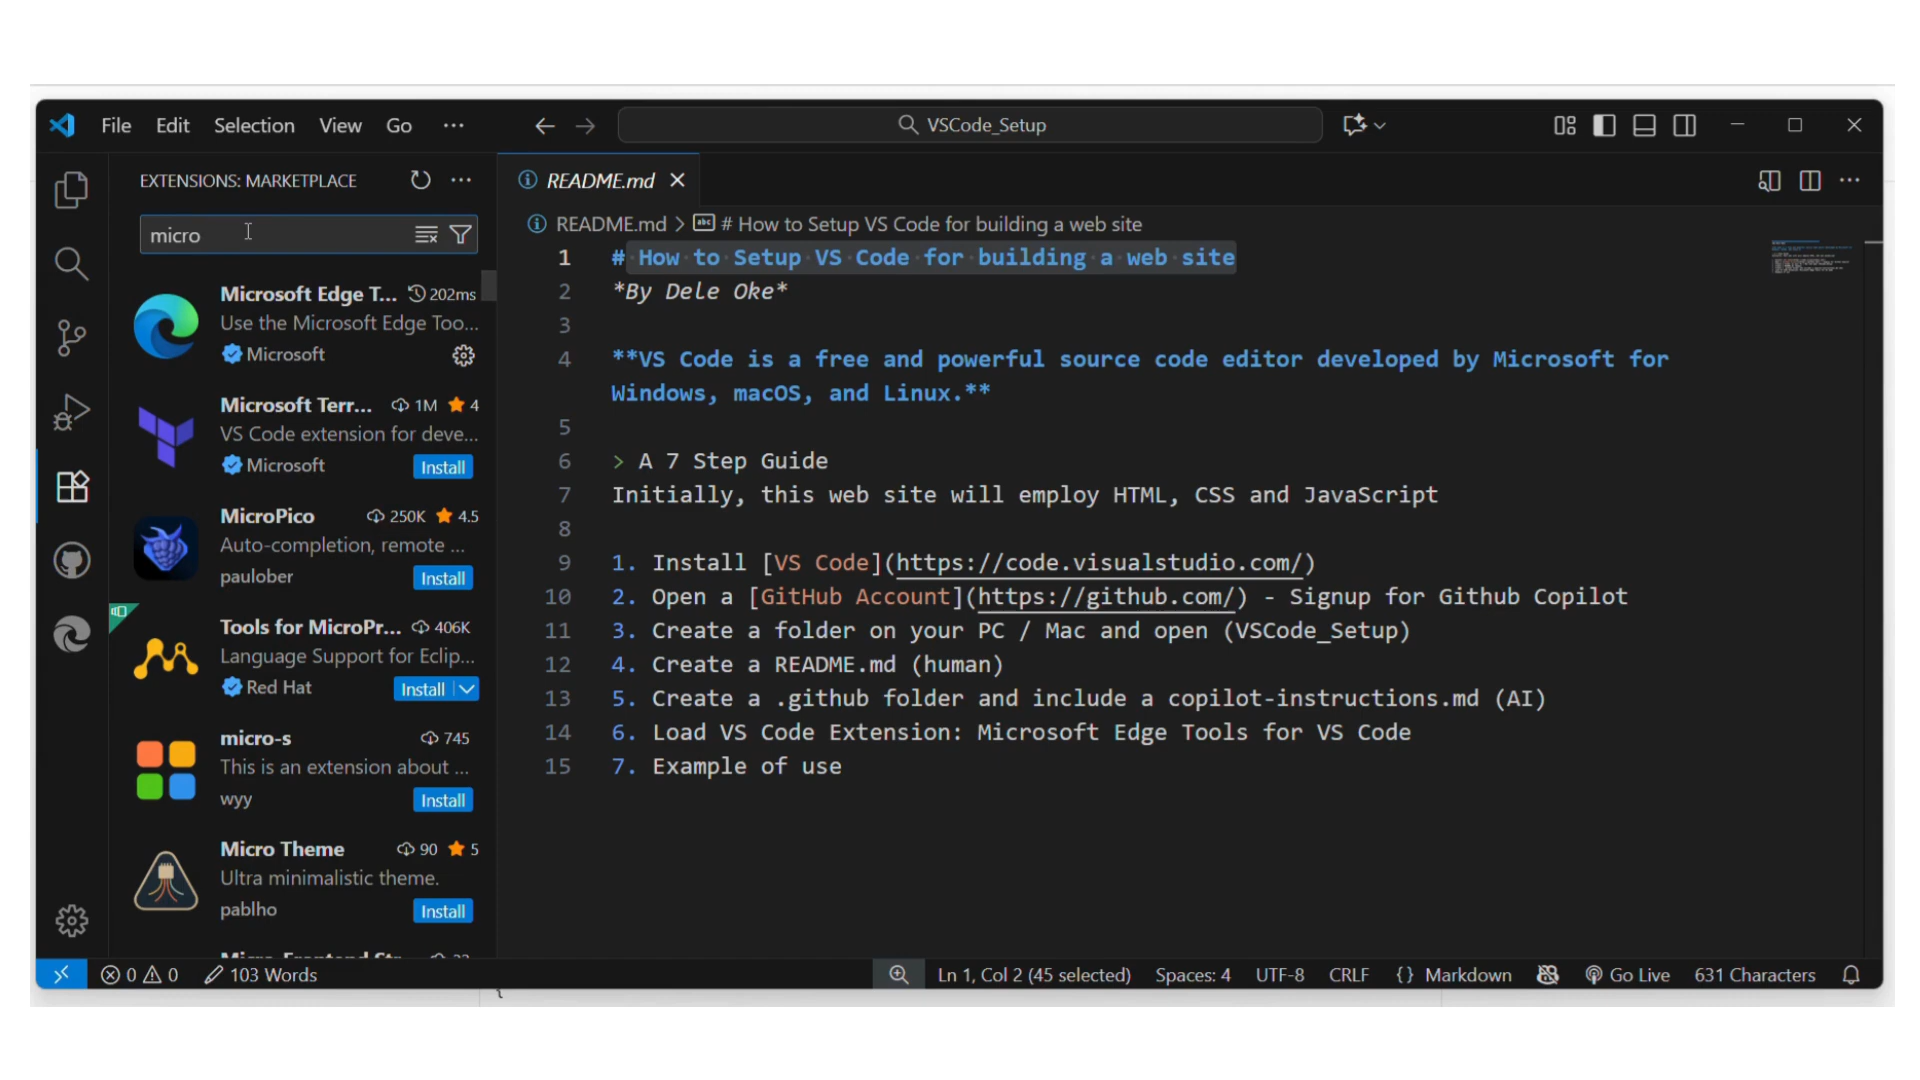 File Edit Selection View Go ···
VSCode_Setup
EXTENSIONS: MARKETPLACE
micro
Microsoft Edge T... 202ms
Use the Microsoft Edge Too...
Microsoft
Microsoft Terr... 1M 4
VS Code extension for deve...
Microsoft Install
MicroPico 250K 4.5
Auto-completion, remote ...
paulober Install
Tools for MicroPr... 406K
Language Support for Eclip...
Red Hat Install
micro-s 745
This is an extension about ...
wyy Install
Micro Theme 90 5
Ultra minimalistic theme.
pablho Install
README.md
README.md > # How to Setup VS Code for building a web site
1 # How to Setup VS Code for building a web site
2 *By Dele Oke*
3
4 **VS Code is a free and powerful source code editor developed by Microsoft for
Windows, macOS, and Linux.**
5
6 > A 7 Step Guide
7 Initially, this web site will employ HTML, CSS and JavaScript
8
9 1. Install [VS Code](https://code.visualstudio.com/)
10 2. Open a [GitHub Account](https://github.com/) - Signup for Github Copilot
11 3. Create a folder on your PC / Mac and open (VSCode_Setup)
12 4. Create a README.md (human)
13 5. Create a .github folder and include a copilot-instructions.md (AI)
14 6. Load VS Code Extension: Microsoft Edge Tools for VS Code
15 7. Example of use
0 0 103 Words Ln 1, Col 2 (45 selected) Spaces: 4 UTF-8 CRLF {} Markdown Go Live 631 Characters